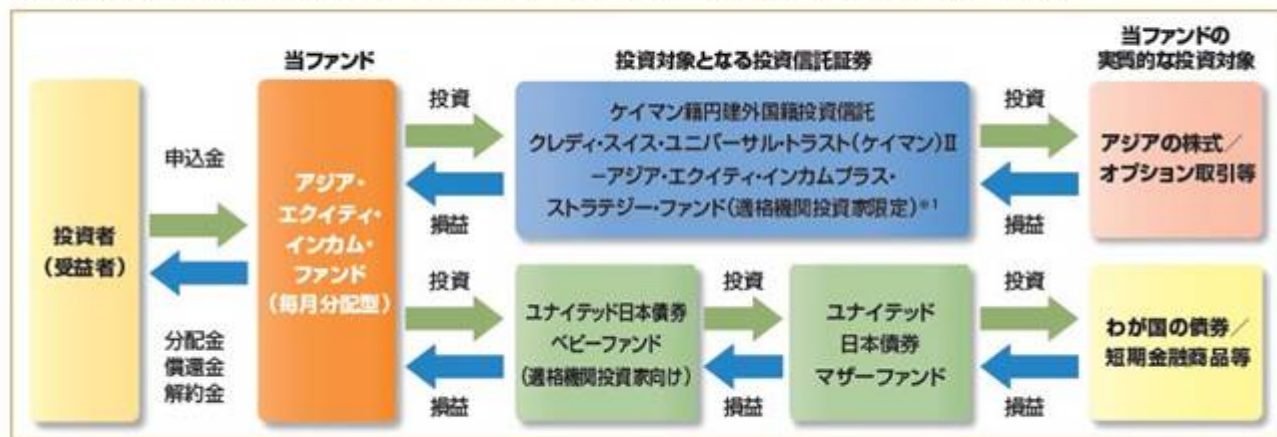 当ファンド
投資対象となる投資信託証券
当ファンドの
実質的な投資対象
投資者
（受益者）
申込金
分配金
償還金
解約金
アジア・
エクイティ・
インカム・
ファンド
（毎月分配型）
投資
損益
ケイマン籍円建外国籍投資信託
クレディ・スイス・ユニバーサル・トラスト（ケイマン）Ⅱ
－アジア・エクイティ・インカムプラス・
ストラテジー・ファンド（適格機関投資家限定）※1
投資
損益
アジアの株式／
オプション取引等
投資
損益
ユナイテッド日本債券
ベビーファンド
（適格機関投資家向け）
投資
損益
ユナイテッド
日本債券
マザーファンド
投資
損益
わが国の債券／
短期金融商品等